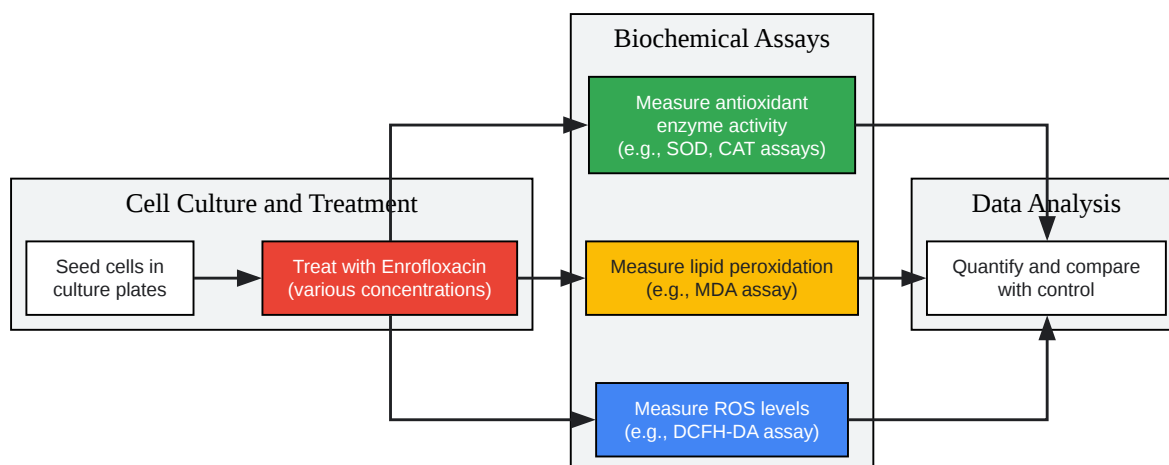 Biochemical Assays
Measure antioxidant
enzyme activity
(e.g., SOD, CAT assays)
Cell Culture and Treatment
Data Analysis
Seed cells in
culture plates
Treat with Enrofloxacin
(various concentrations)
Measure lipid peroxidation
(e.g., MDA assay)
Quantify and compare
with control
Measure ROS levels
(e.g., DCFH-DA assay)